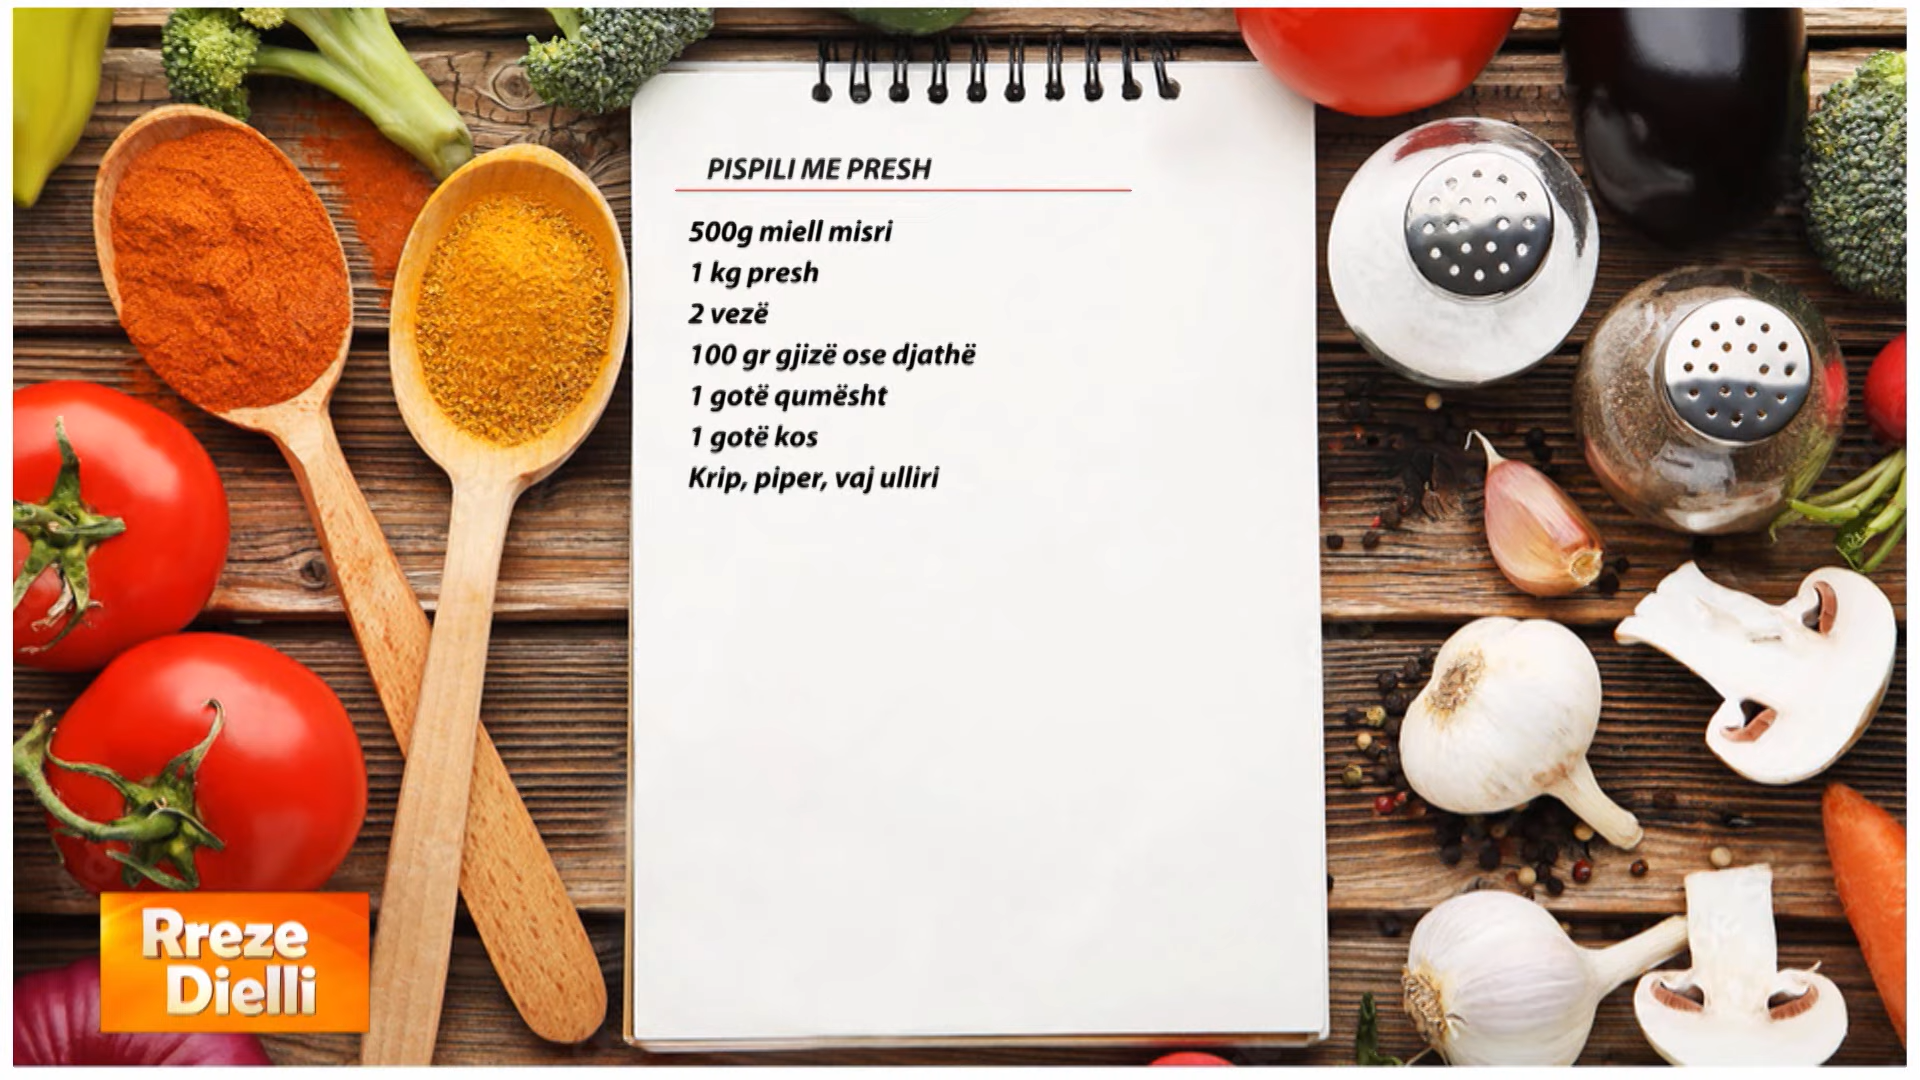 PISPILI ME PRESH
500g miell misri
1 kg presh
2 vezë
100 gr gjizë ose djathë
1 gotë qumësht
1 gotë kos
Krip, piper, vaj ulliri
Rreze
Dielli